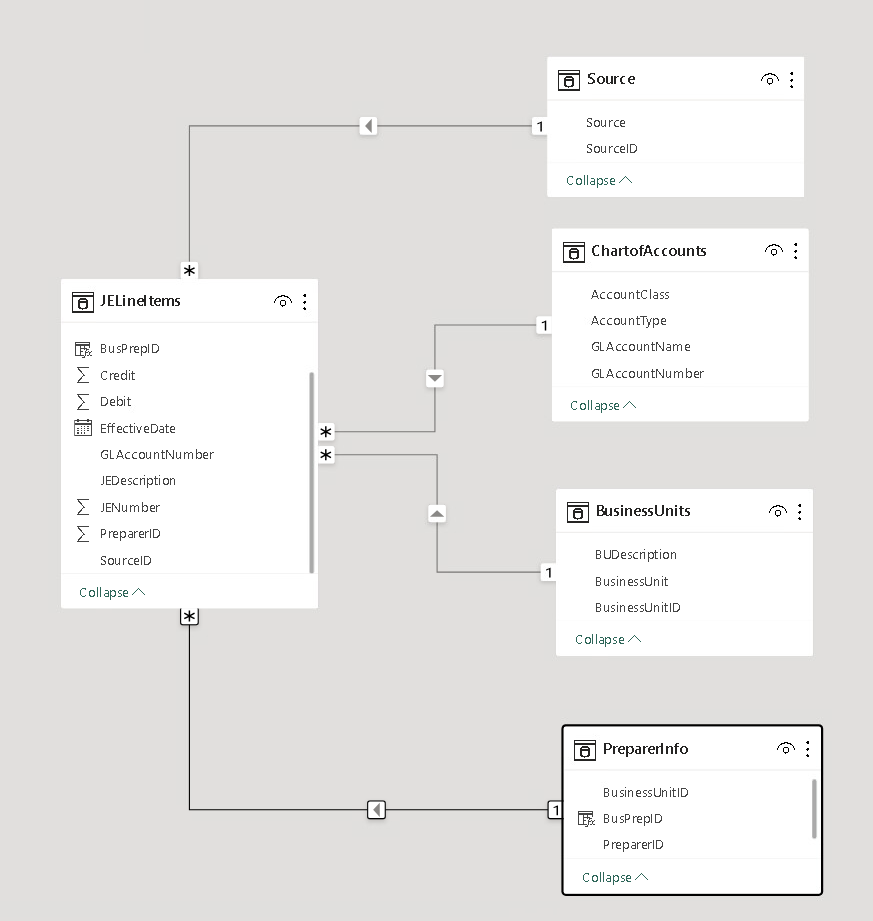 Source
Source
SourceID
Collapse
1
*
ChartofAccounts
AccountClass
AccountType
GLAccountName
GLAccountNumber
Collapse
1
*
JELineItems
BusPrepID
Credit
Debit
EffectiveDate
GLAccountNumber
JEDescription
JENumber
PreparerID
SourceID
Collapse
*
*
BusinessUnits
BUDescription
BusinessUnit
BusinessUnitID
Collapse
1
PreparerInfo
BusinessUnitID
BusPrepID
PreparerID
Collapse
1